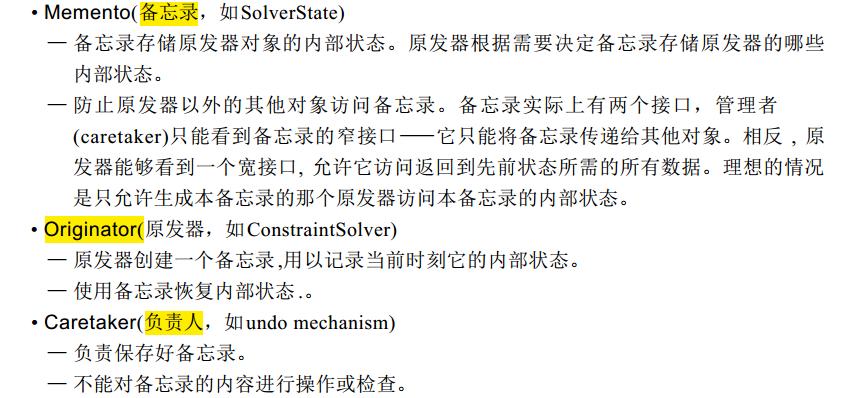 • Memento(备忘录，如SolverState)
— 备忘录存储原发器对象的内部状态。原发器根据需要决定备忘录存储原发器的哪些
内部状态。
— 防止原发器以外的其他对象访问备忘录。备忘录实际上有两个接口，管理者
(caretaker)只能看到备忘录的窄接口——它只能将备忘录传递给其他对象。相反 , 原
发器能够看到一个宽接口, 允许它访问返回到先前状态所需的所有数据。理想的情况
是只允许生成本备忘录的那个原发器访问本备忘录的内部状态。
• Originator(原发器，如ConstraintSolver)
— 原发器创建一个备忘录,用以记录当前时刻它的内部状态。
— 使用备忘录恢复内部状态.。
• Caretaker(负责人，如undo mechanism)
— 负责保存好备忘录。
— 不能对备忘录的内容进行操作或检查。